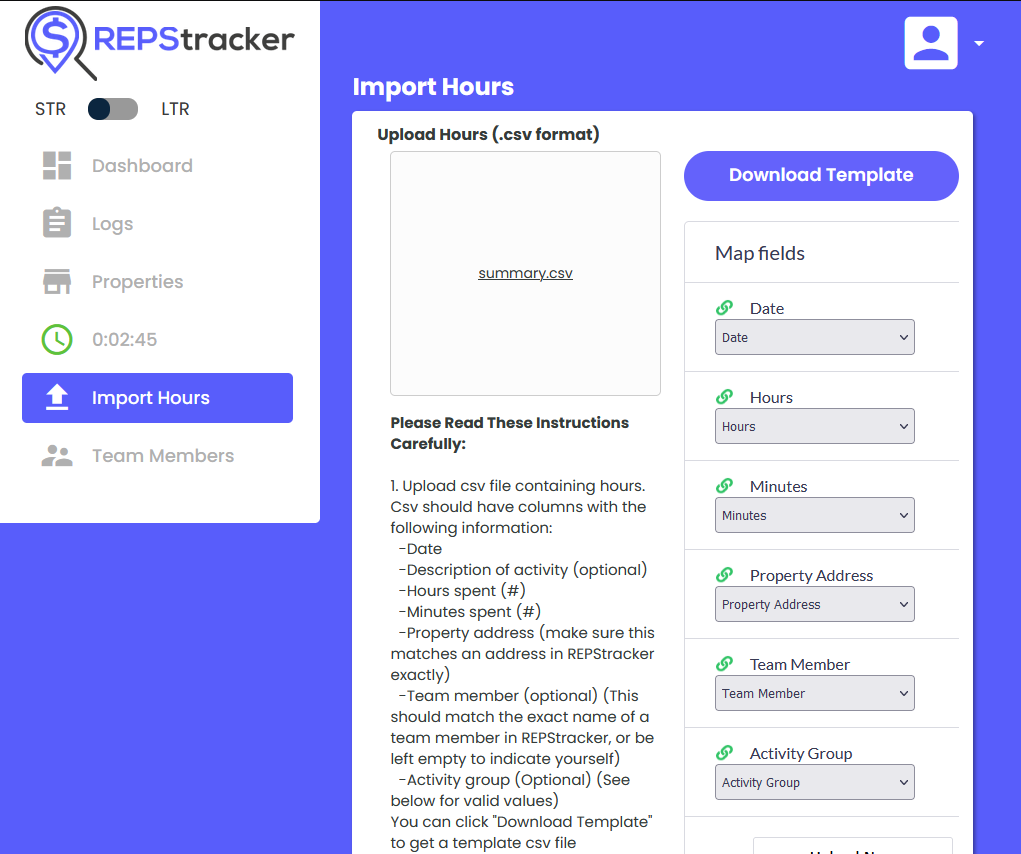 REPStracker
STR LTR
Dashboard
Logs
Properties
0:02:45
Import Hours
Team Members
Import Hours
Upload Hours (.csv format)
summary.csv
Please Read These Instructions
Carefully:
1. Upload csv file containing hours.
Csv should have columns with the
following information:
-Date
-Description of activity (optional)
-Hours spent (#)
-Minutes spent (#)
-Property address (make sure this
matches an address in REPStracker
exactly)
-Team member (optional) (This
should match the exact name of a
team member in REPStracker, or be
left empty to indicate yourself)
-Activity group (Optional) (See
below for valid values)
You can click "Download Template"
to get a template csv file
Download Template
Map fields
Date
Date
Hours
Hours
Minutes
Minutes
Property Address
Property Address
Team Member
Team Member
Activity Group
Activity Group